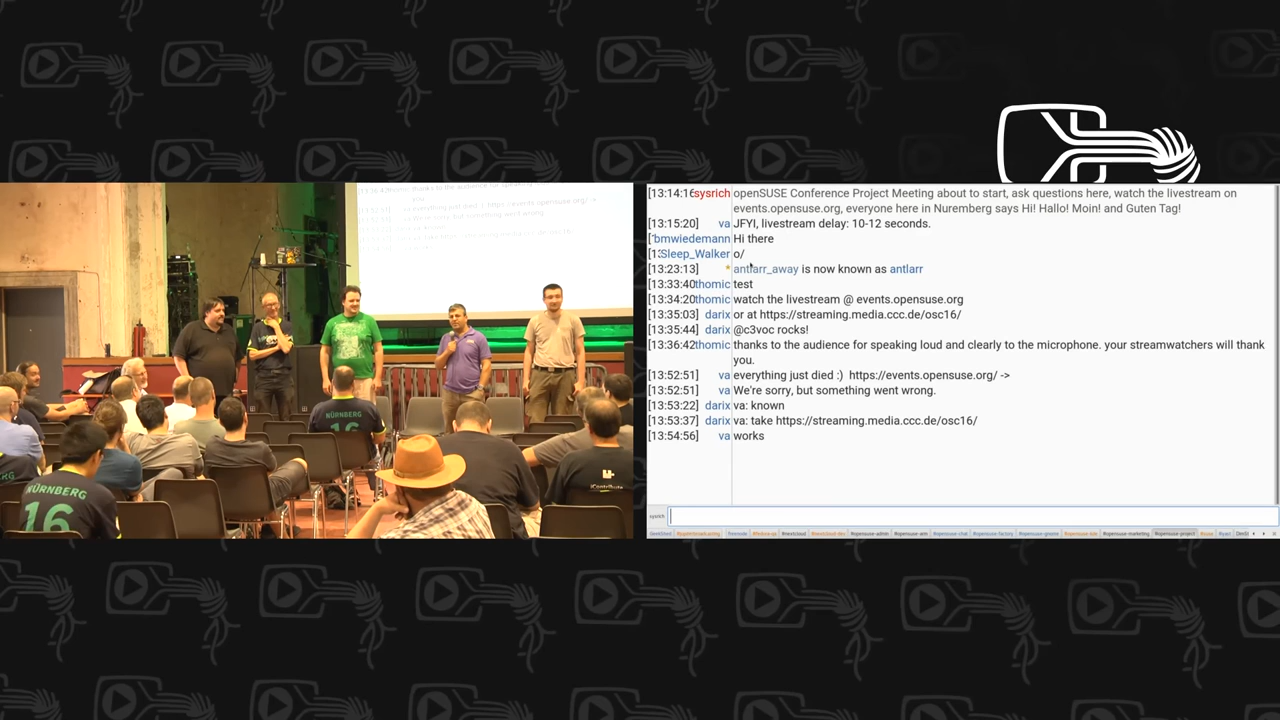 [13:14:16 sysrich openSUSE Conference Project Meeting about to start, ask questions here, watch the livestream on
events.opensuse.org, everyone here in Nuremberg says Hi! Hallo! Moin! and Guten Tag!
[13:15:20] va JFYI, livestream delay: 10-12 seconds.
bmwiedemann Hi there
Sleep_Walker o/
[13:23:13] * antlarr_away is now known as antlarr
[13:33:40 thomic test
[13:34:20 thomic watch the livestream @ events.opensuse.org
[13:35:03] darix or at https://streaming.media.ccc.de/osc16/
[13:35:44] darix @c3voc rocks!
[13:36:42 thomic thanks to the audience for speaking loud and clearly to the microphone. your streamwatchers will thank
you.
[13:52:51] va everything just died :) https://events.opensuse.org/ ->
[13:52:51] va We're sorry, but something went wrong.
[13:53:22] darix va: known
[13:53:37] darix va: take https://streaming.media.ccc.de/osc16/
[13:54:56] va works
sysrich
NÜRNBERG
16
NÜRNBERG
16
iContribute